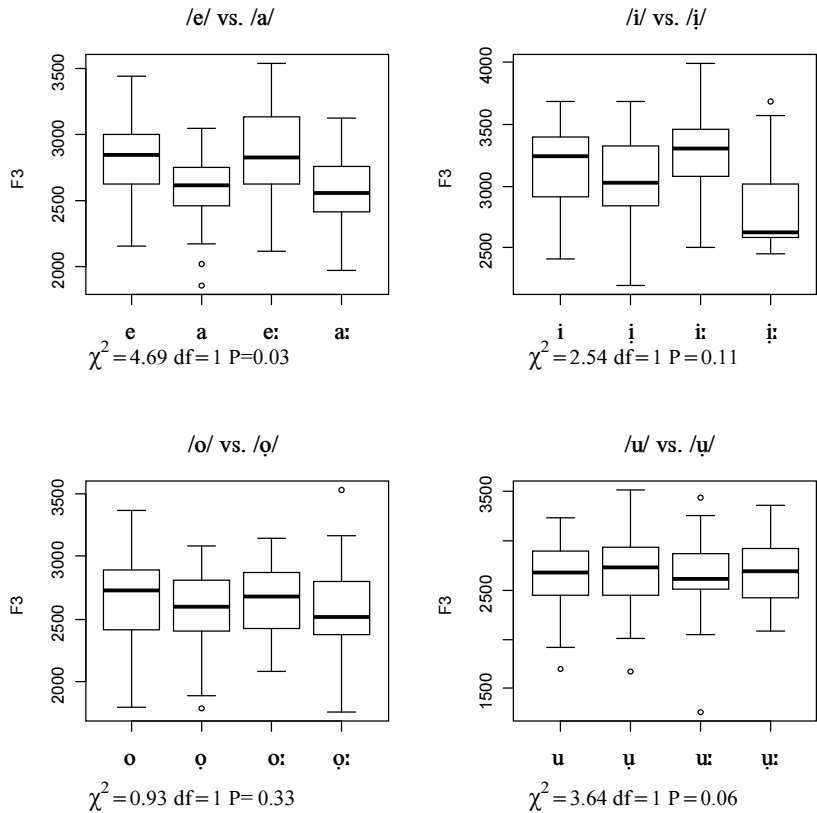 /e/ vs. /a/
F3
3500
3000
2500
2000
e a eː aː
χ²=4.69 df=1 P=0.03
/i/ vs. /ị/
F3
4000
3500
3000
2500
i ị iː ịː
χ²=2.54 df=1 P=0.11
/o/ vs. /ọ/
F3
3500
3000
2500
2000
o ọ oː ọː
χ²=0.93 df=1 P=0.33
/u/ vs. /ụ/
F3
3500
2500
1500
u ụ uː ụː
χ²=3.64 df=1 P=0.06